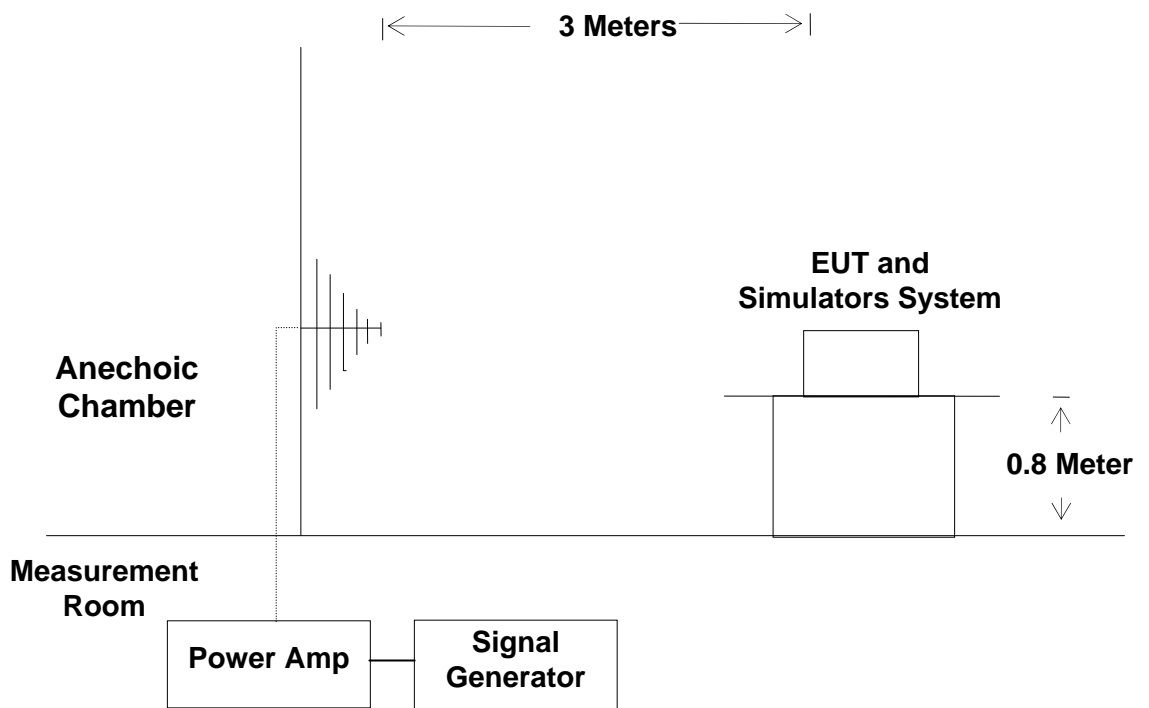 3 Meters
EUT and
Simulators System
Anechoic
Chamber
0.8 Meter
Measurement
Room
Power Amp
Signal
Generator